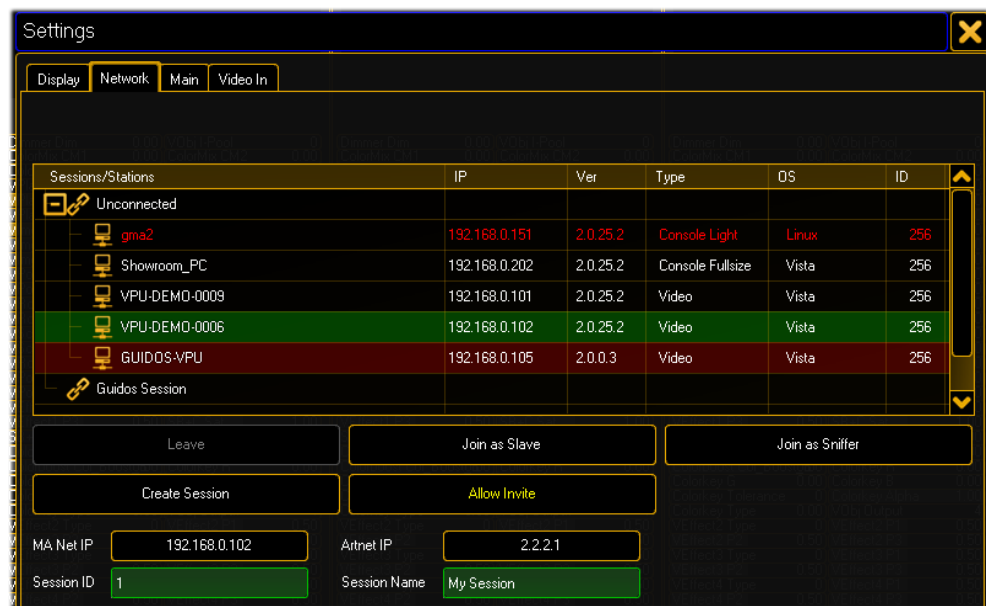 Settings
Display Network Main Video In
Sessions/Stations IP Ver Type OS ID
Unconnected
gma2 192.168.0.151 2.0.25.2 Console Light Linux 256
Showroom_PC 192.168.0.202 2.0.25.2 Console Fullsize Vista 256
VPU-DEMO-0009 192.168.0.101 2.0.25.2 Video Vista 256
VPU-DEMO-0006 192.168.0.102 2.0.25.2 Video Vista 256
GUIDOS-VPU 192.168.0.105 2.0.0.3 Video Vista 256
Guidos Session
Leave Join as Slave Join as Sniffer
Create Session Allow Invite
MA Net IP 192.168.0.102 Artnet IP 2.2.2.1
Session ID 1 Session Name My Session